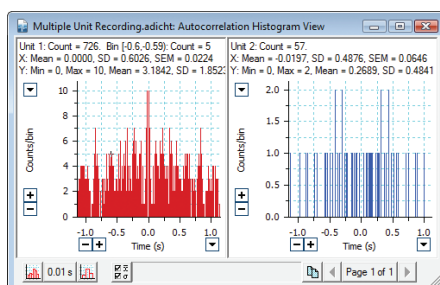 Multiple Unit Recording.adicht: Autocorrelation Histogram View
Unit 1: Count = 726. Bin [-0.6,-0.59): Count = 5
X: Mean = 0.0000, SD = 0.6026, SEM = 0.0224
Y: Min = 0, Max = 10, Mean = 3.1842, SD = 1.852
10
8
6
4
2
0
Counts/bin
-1.0 -0.5 0.0 0.5 1.0
Time (s)
Unit 2: Count = 57.
X: Mean = -0.0197, SD = 0.4876, SEM = 0.0646
Y: Min = 0, Max = 2, Mean = 0.2689, SD = 0.4841
2.0
1.5
1.0
0.5
0.0
Counts/bin
-1.0 -0.5 0.0 0.5 1.0
Time (s)
0.01 s
Page 1 of 1